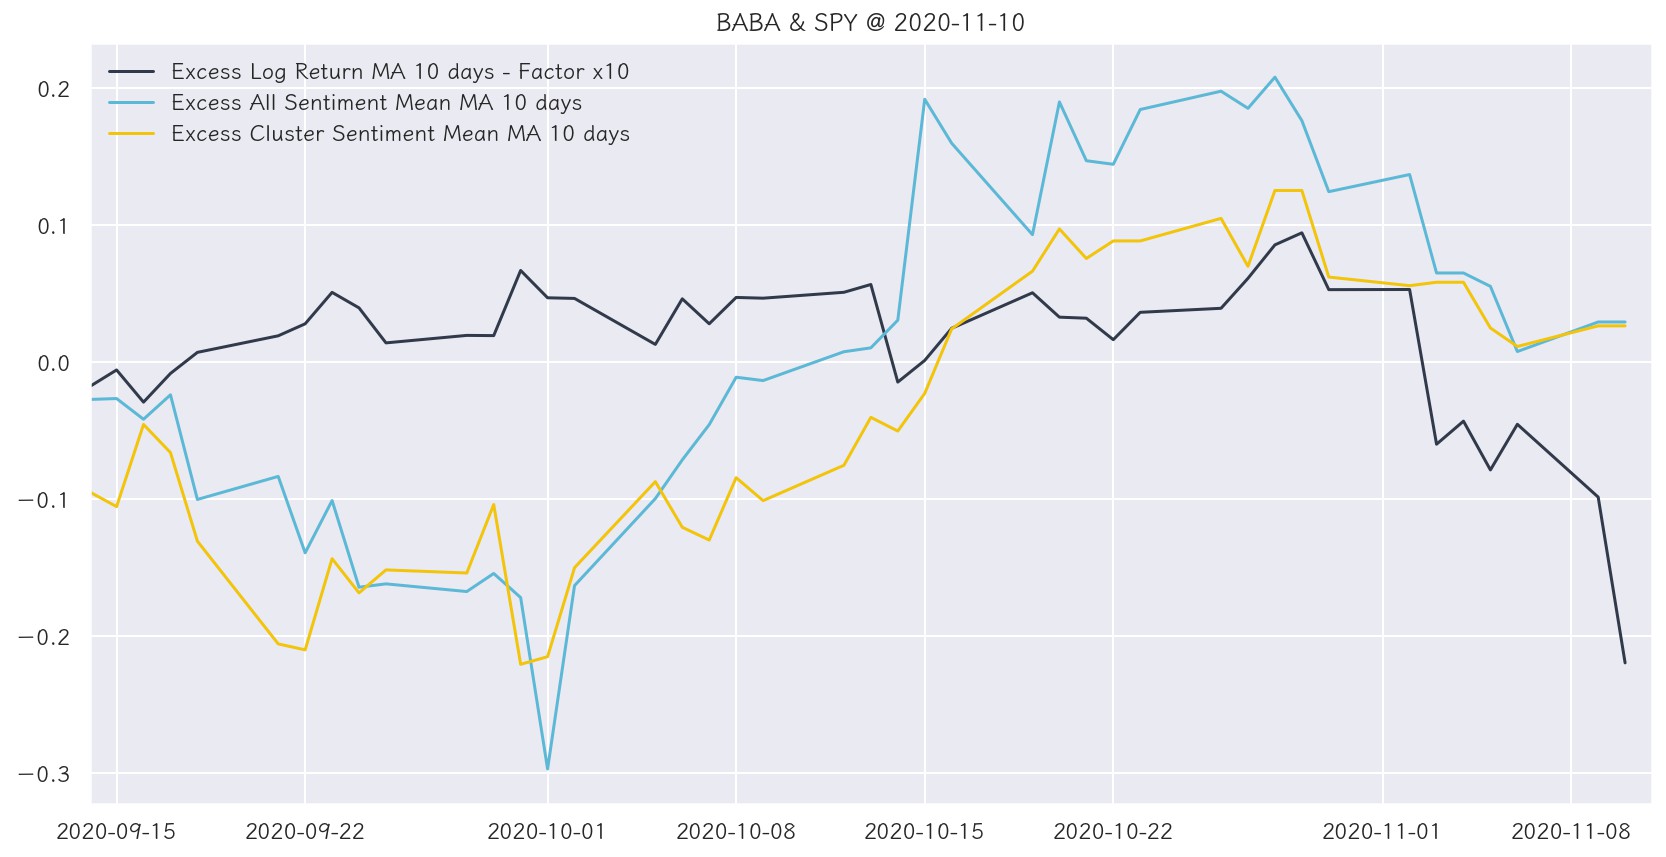 BABA & SPY @ 2020-11-10
Excess Log Return MA 10 days - Factor x10
Excess All Sentiment Mean MA 10 days
Excess Cluster Sentiment Mean MA 10 days
0.2
0.1
0.0
−0.1
−0.2
−0.3
2020-09-15 2020-09-22 2020-10-01 2020-10-08 2020-10-15 2020-10-22 2020-11-01 2020-11-08